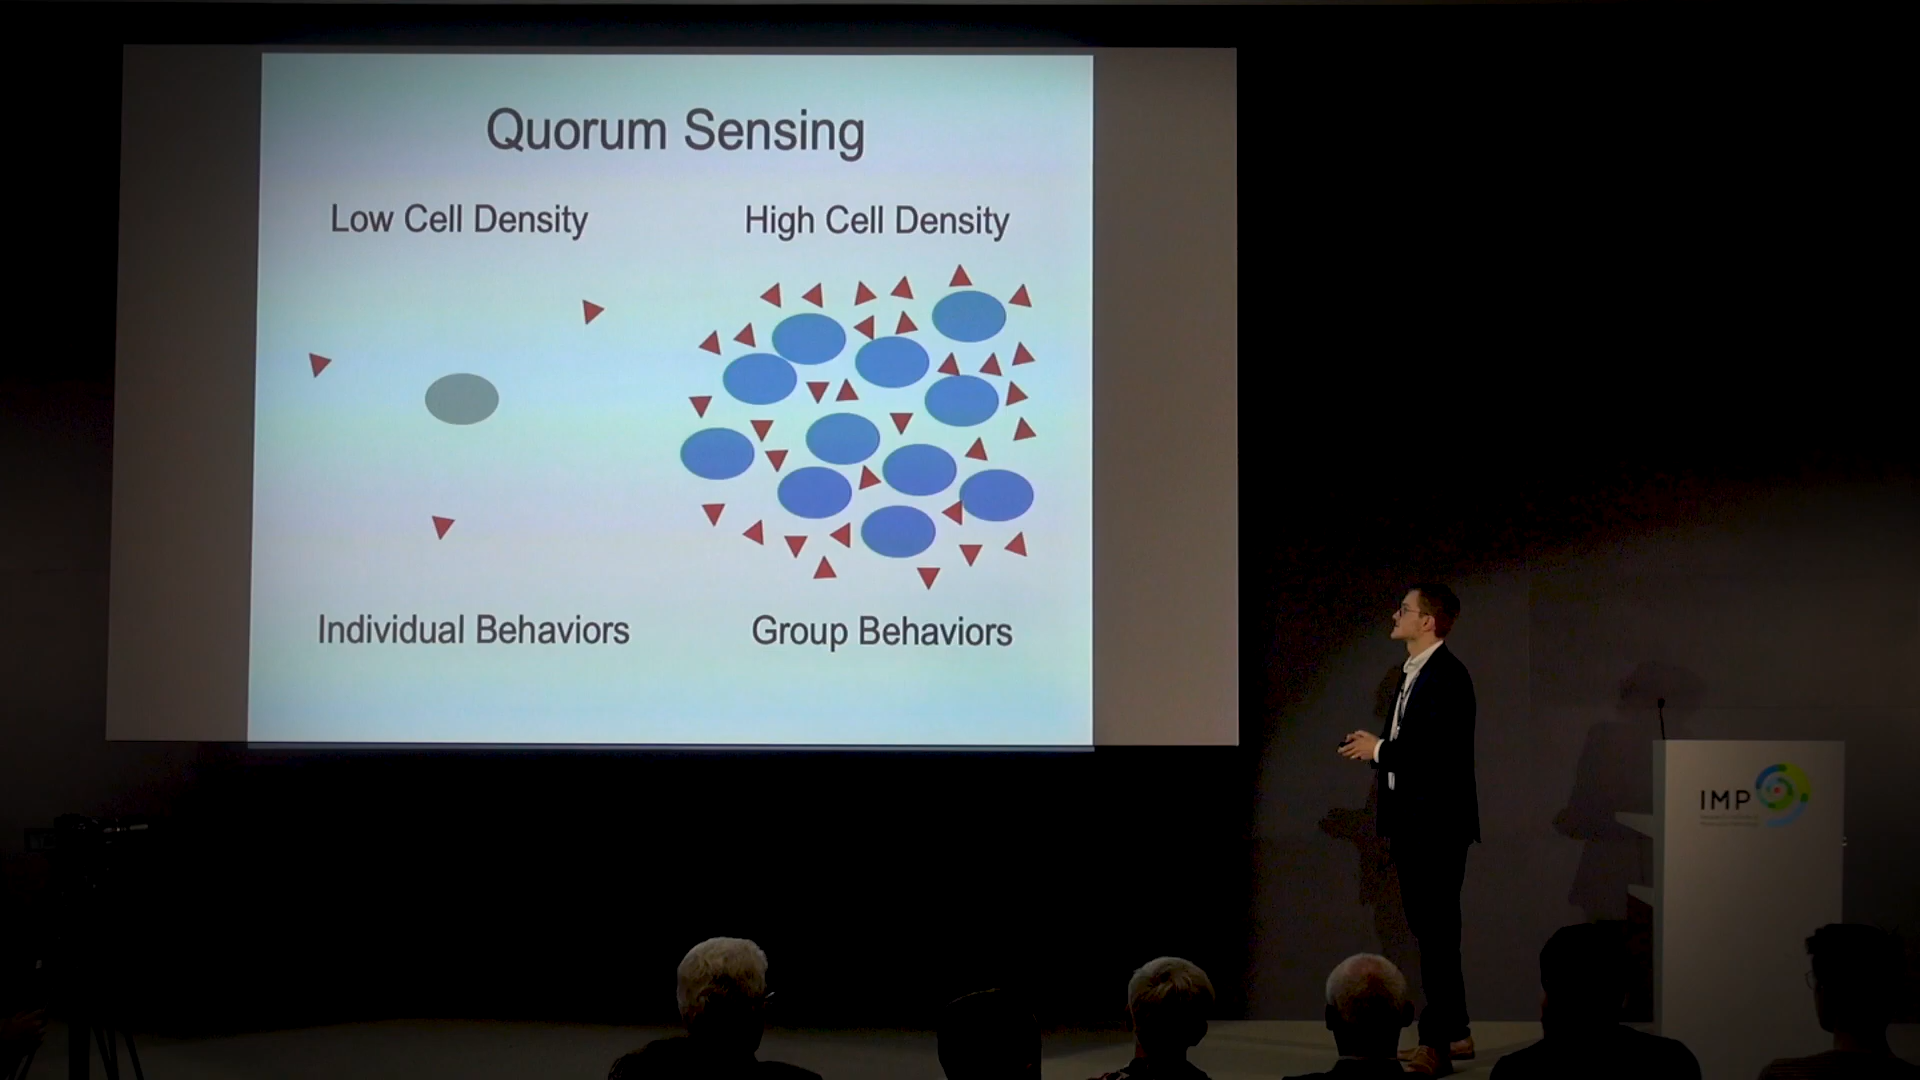 Quorum Sensing
Low Cell Density
High Cell Density
Individual Behaviors
Group Behaviors
IMP